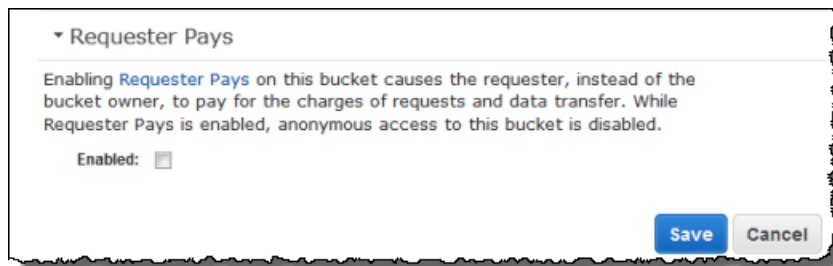 Requester Pays
Enabling Requester Pays on this bucket causes the requester, instead of the
bucket owner, to pay for the charges of requests and data transfer. While
Requester Pays is enabled, anonymous access to this bucket is disabled.
Enabled:
Save Cancel